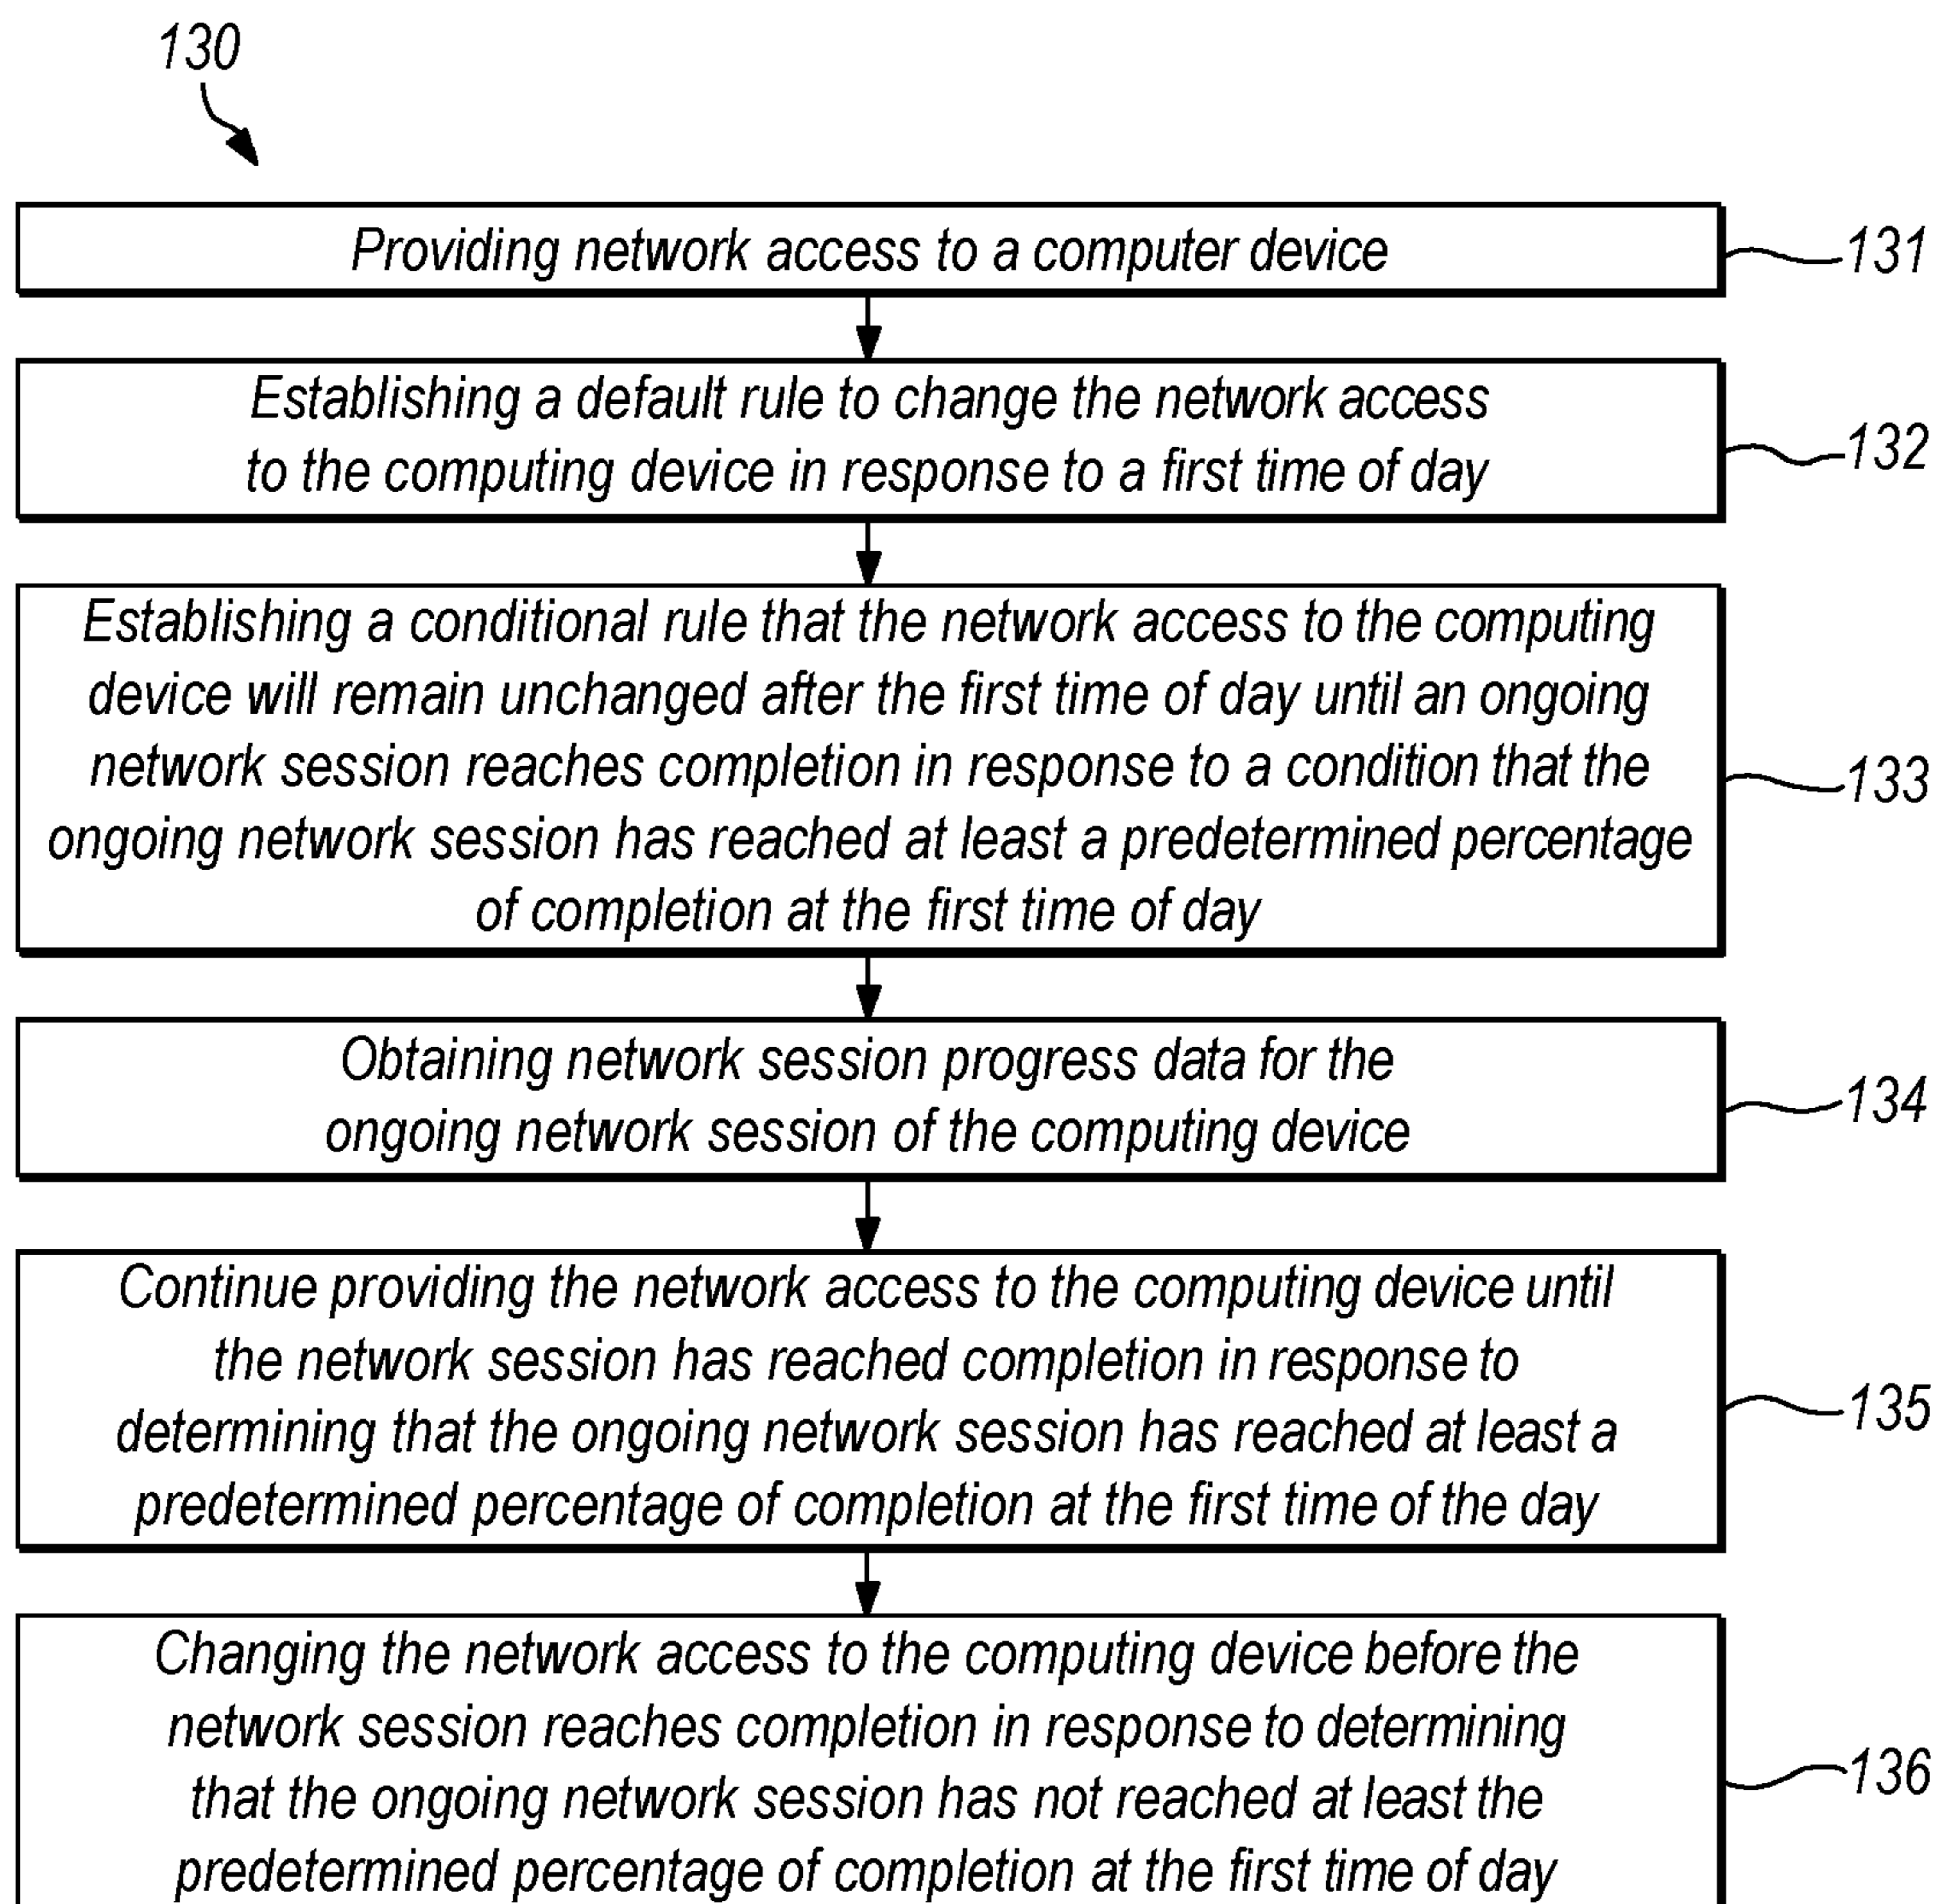 130
Providing network access to a computer device
131
Establishing a default rule to change the network access
to the computing device in response to a first time of day
132
Establishing a conditional rule that the network access to the computing
device will remain unchanged after the first time of day until an ongoing
network session reaches completion in response to a condition that the
ongoing network session has reached at least a predetermined percentage
of completion at the first time of day
133
Obtaining network session progress data for the
ongoing network session of the computing device
134
Continue providing the network access to the computing device until
the network session has reached completion in response to
determining that the ongoing network session has reached at least a
predetermined percentage of completion at the first time of the day
135
Changing the network access to the computing device before the
network session reaches completion in response to determining
that the ongoing network session has not reached at least the
predetermined percentage of completion at the first time of day
136